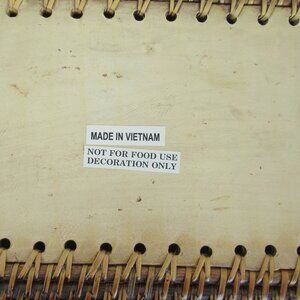 MADE IN VIETNAM
NOT FOR FOOD USE
DECORATION ONLY